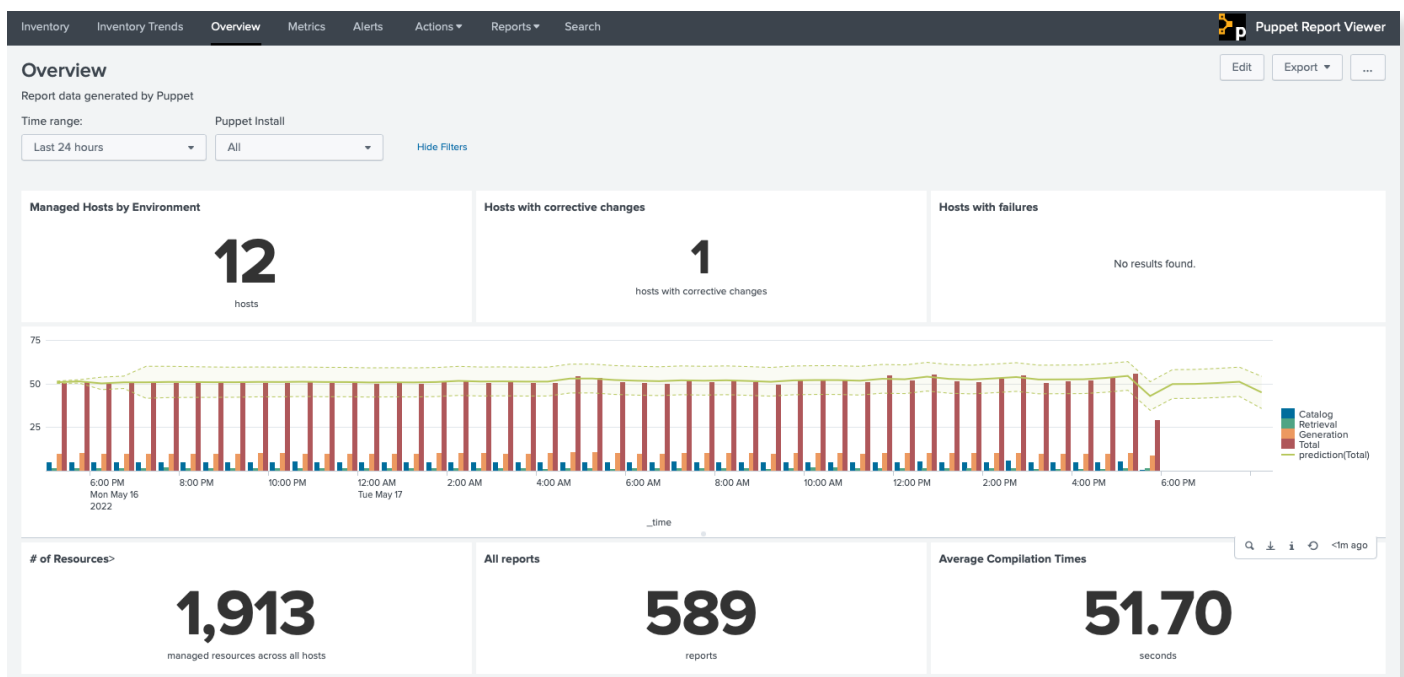 Inventory Inventory Trends Overview Metrics Alerts Actions Reports Search p Puppet Report Viewer
Overview Edit Export ...
Report data generated by Puppet
Time range: Puppet Install
Last 24 hours All Hide Filters
Managed Hosts by Environment Hosts with corrective changes Hosts with failures
12 1 No results found.
hosts hosts with corrective changes
75
50
25
Catalog
Retrieval
Generation
Total
prediction(Total)
6:00 PM 8:00 PM 10:00 PM 12:00 AM 2:00 AM 4:00 AM 6:00 AM 8:00 AM 10:00 AM 12:00 PM 2:00 PM 4:00 PM 6:00 PM
Mon May 16 Tue May 17
2022
_time
<1m ago
# of Resources> All reports Average Compilation Times
1,913 589 51.70
managed resources across all hosts reports seconds